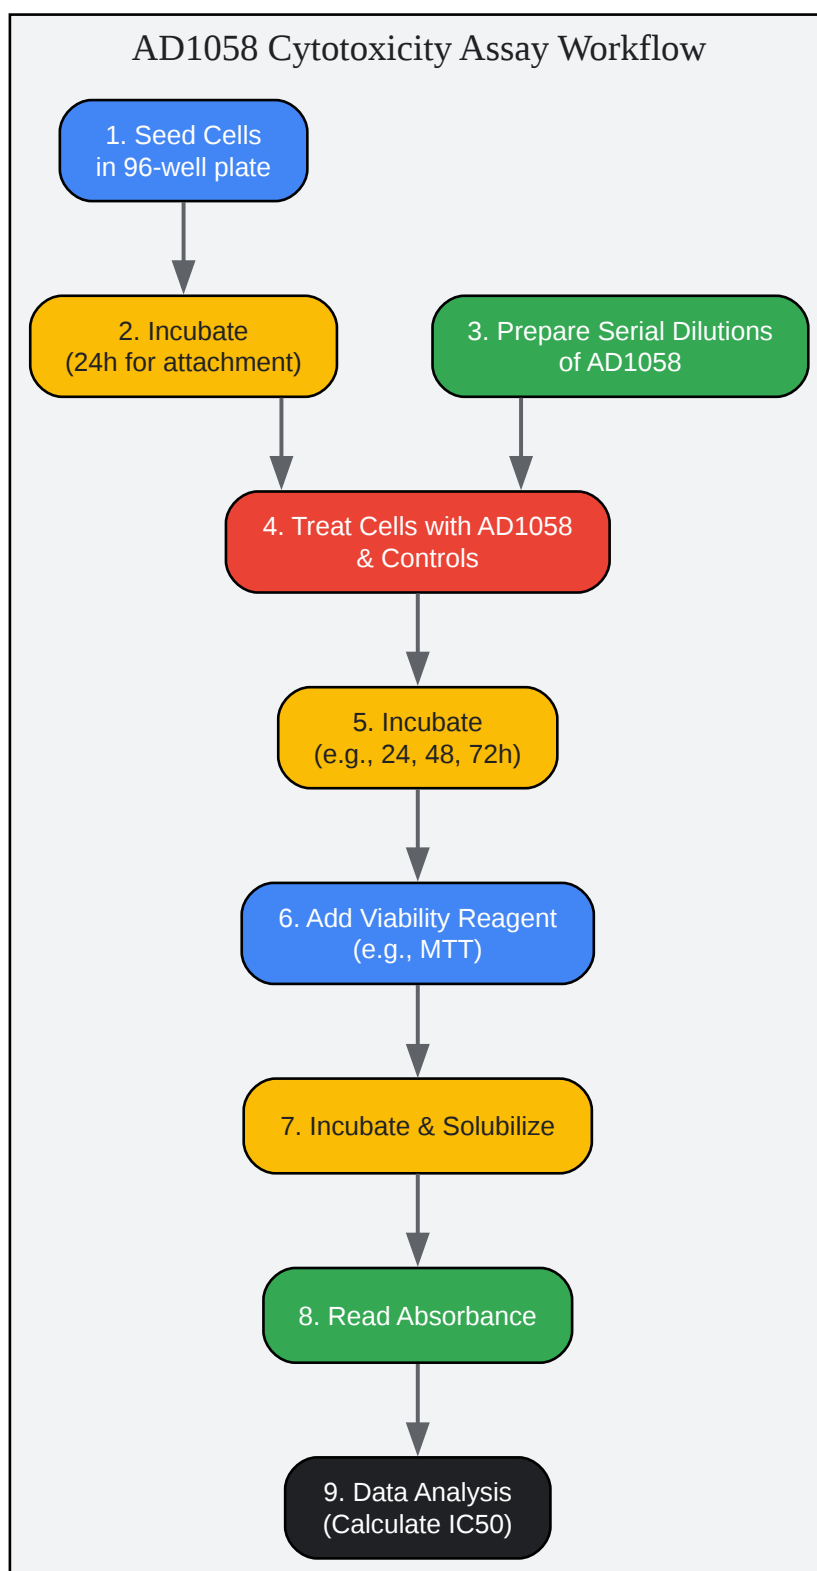 AD1058 Cytotoxicity Assay Workflow
1. Seed Cells
in 96-well plate
2. Incubate
(24h for attachment)
3. Prepare Serial Dilutions
of AD1058
4. Treat Cells with AD1058
& Controls
5. Incubate
(e.g., 24, 48, 72h)
6. Add Viability Reagent
(e.g., MTT)
7. Incubate & Solubilize
8. Read Absorbance
9. Data Analysis
(Calculate IC50)